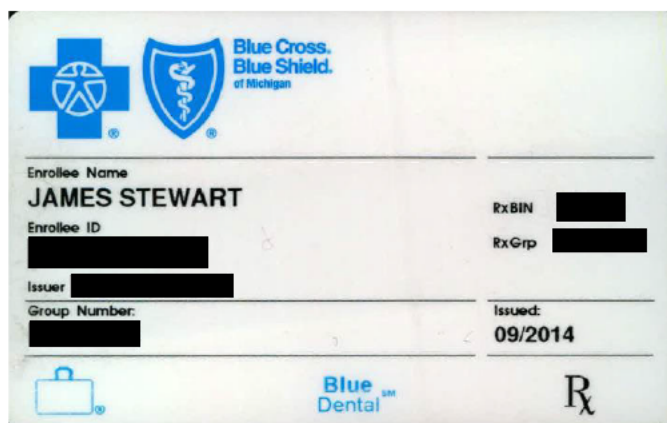 Blue Cross.
Blue Shield.
of Michigan
Enrollee Name
JAMES STEWART
Enrollee ID
Issuer
Group Number:
RxBIN
RxGrp
Issued:
09/2014
Blue
Dental SM
Rx